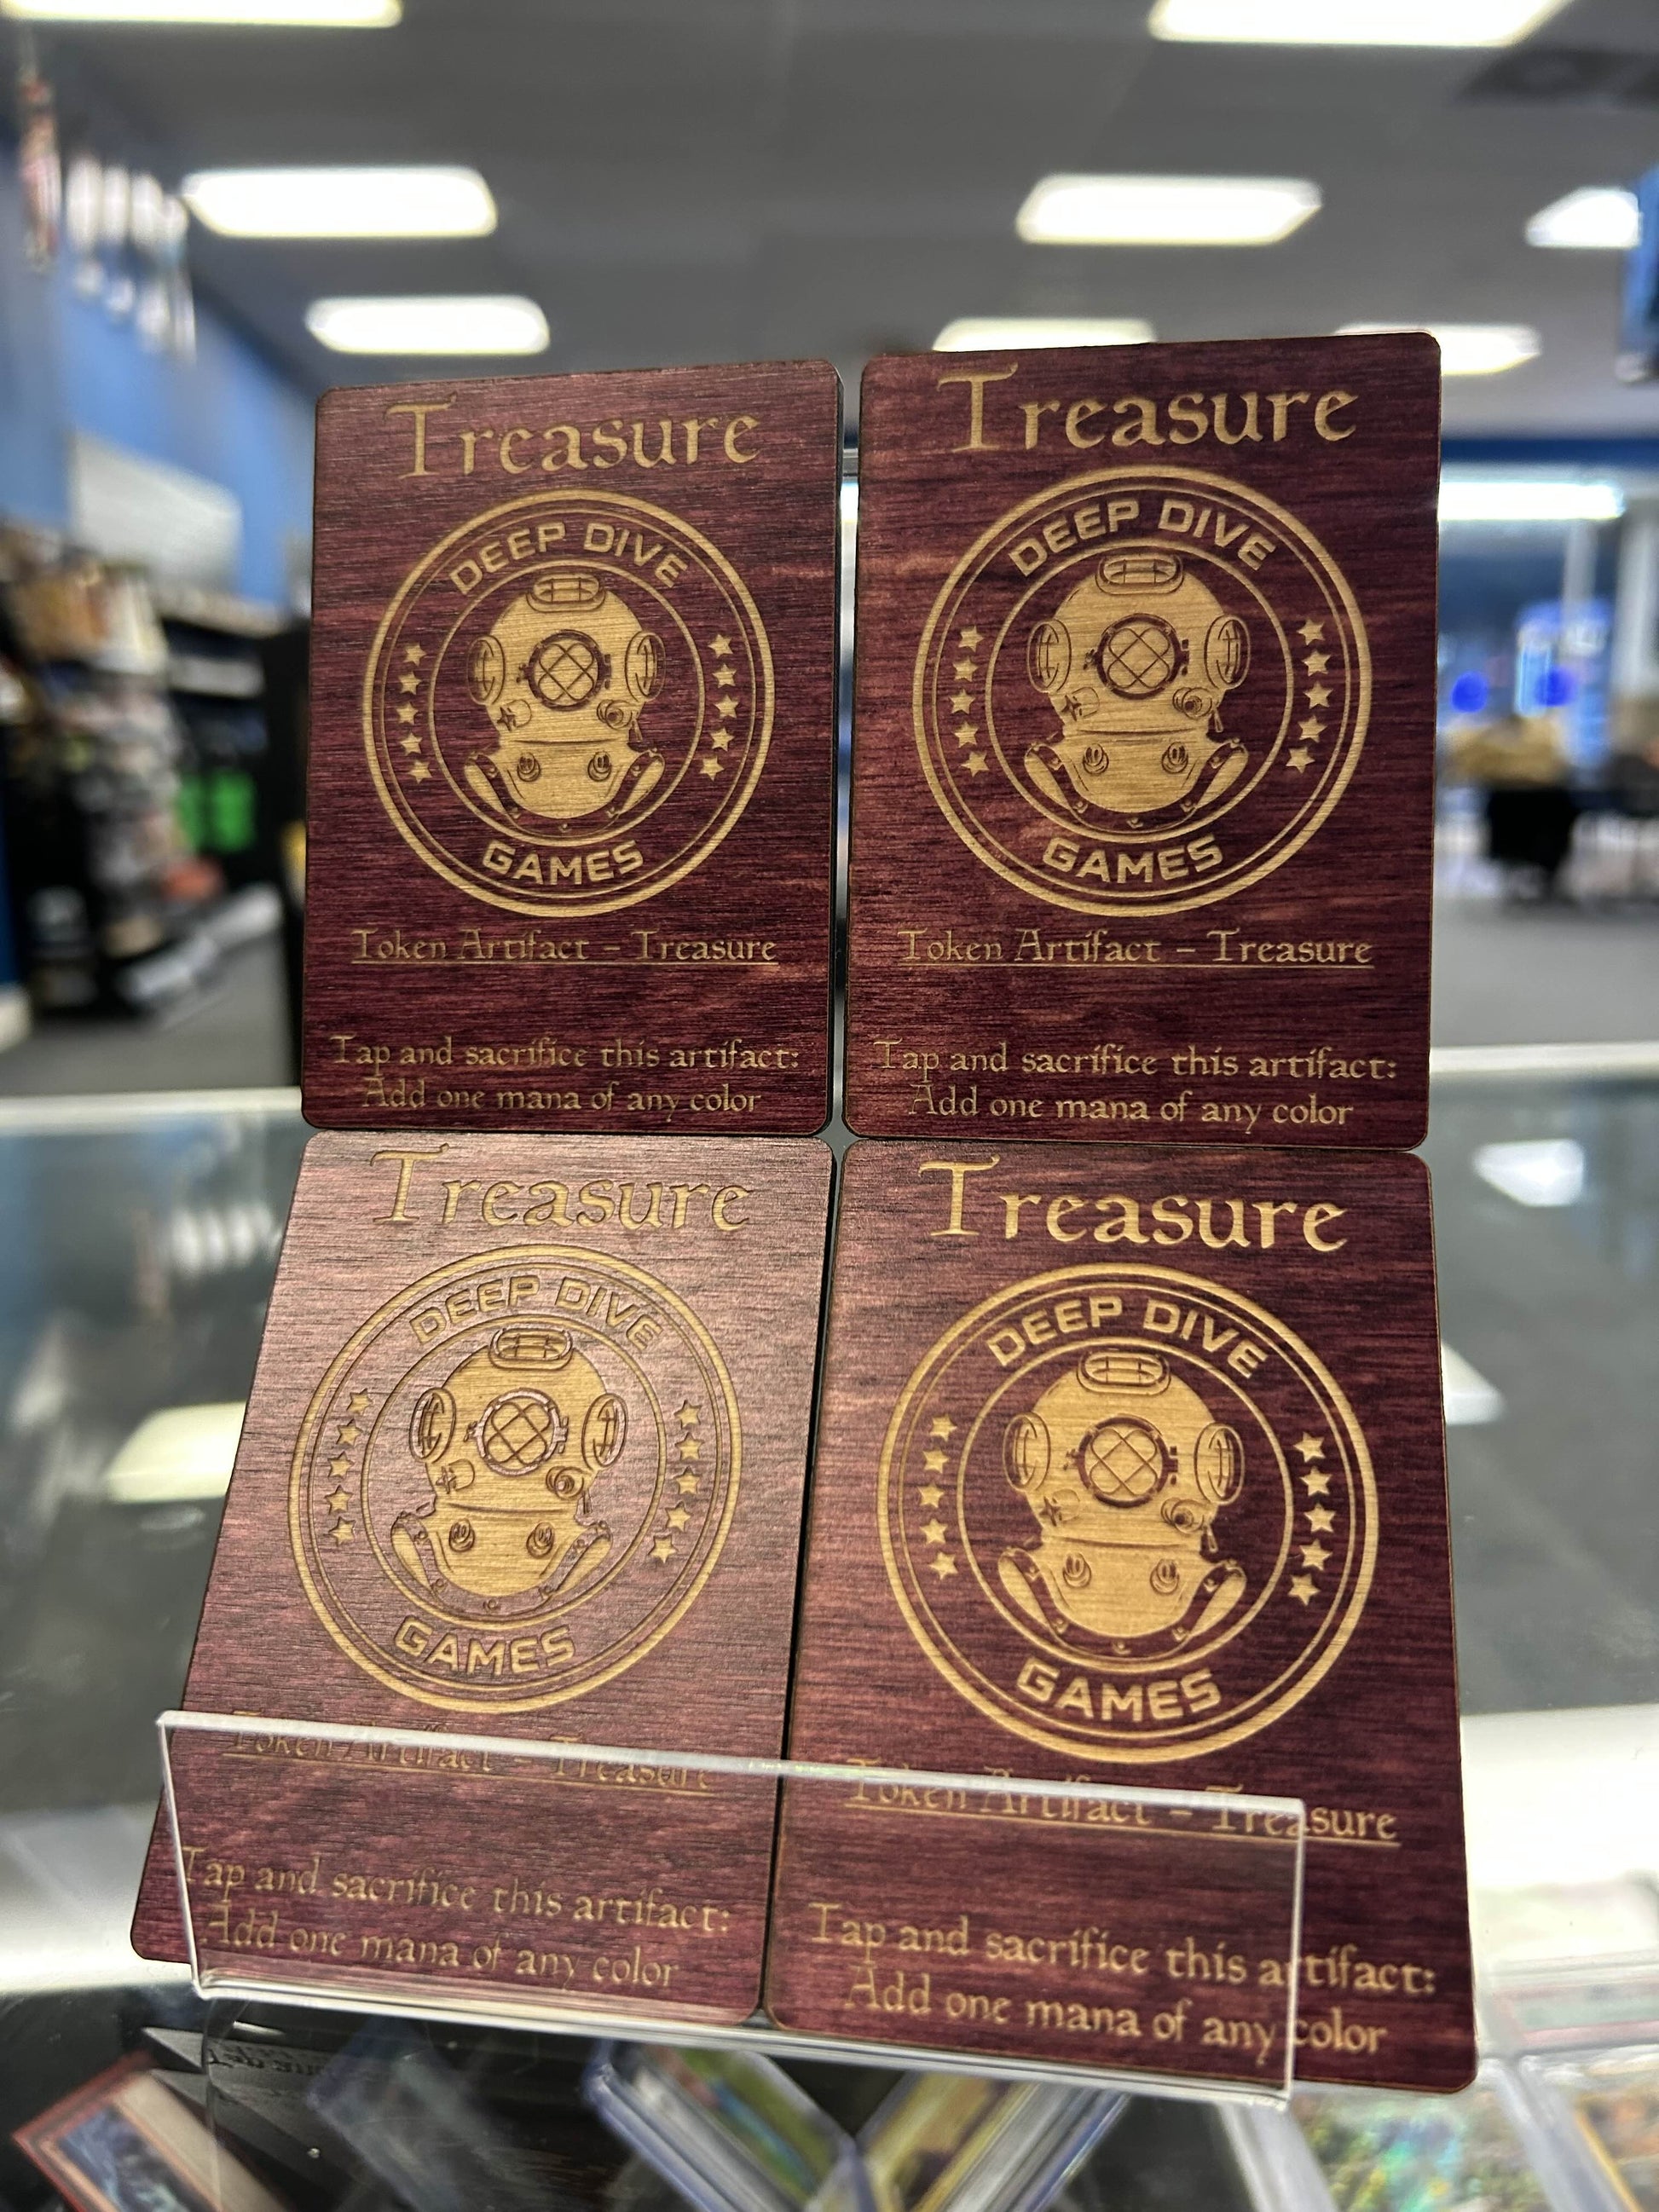 Treasure
DEEP DIVE
GAMES
Token Artifact – Treasure
Tap and sacrifice this artifact:
Add one mana of any color
Treasure
DEEP DIVE
GAMES
Token Artifact – Treasure
Tap and sacrifice this artifact:
Add one mana of any color
Treasure
DEEP DIVE
GAMES
Token Artifact – Treasure
Tap and sacrifice this artifact:
Add one mana of any color
Treasure
DEEP DIVE
GAMES
Token Artifact – Treasure
Tap and sacrifice this artifact:
Add one mana of any color